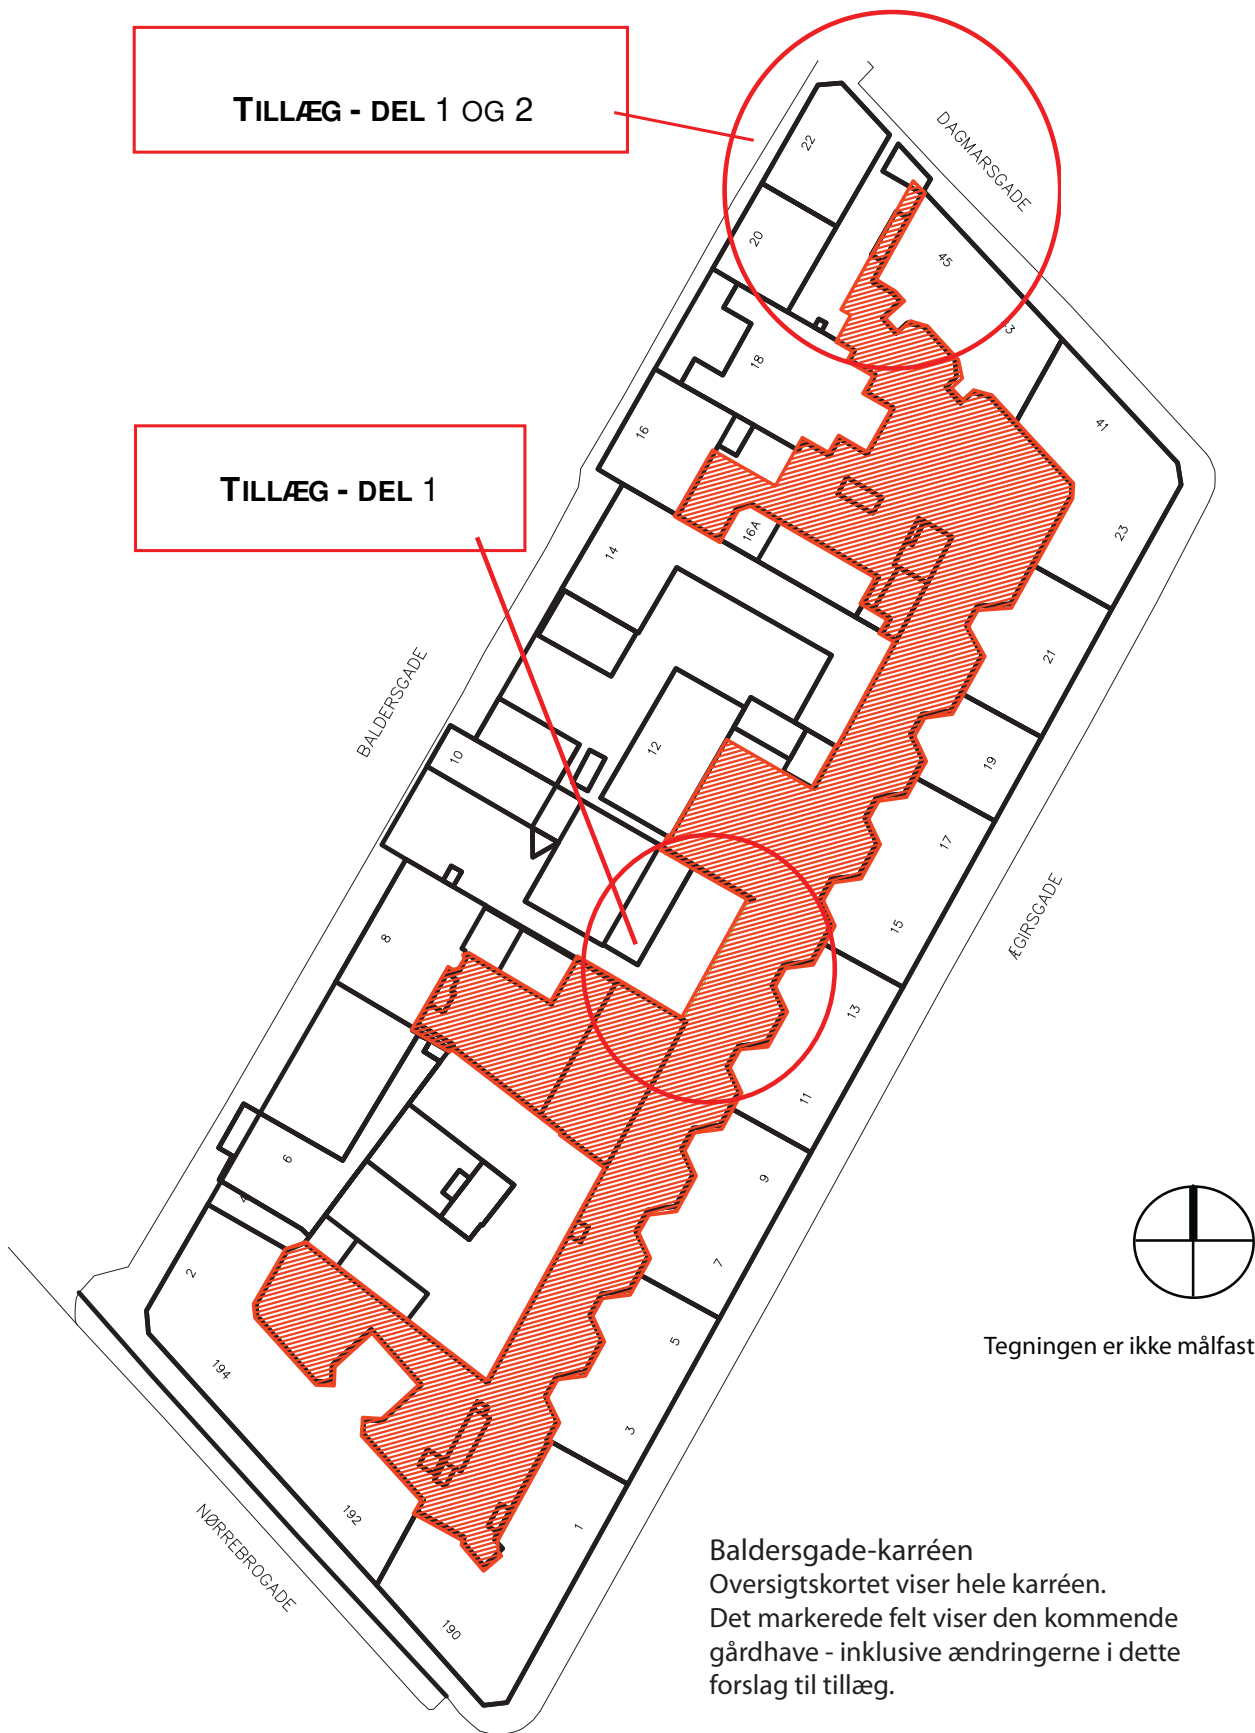 TILLÆG - DEL 1 OG 2
DAGMARSGADE
22
20
45
18
41
16
TILLÆG - DEL 1
23
16A
14
21
BALDERSGADE
12
19
10
17
ÆGIRSGADE
15
8
13
11
6
9
7
2
5
Tegningen er ikke målfast
194
3
192
1
NØRREBROGADE
190
Baldersgade-karréen
Oversigtskortet viser hele karréen.
Det markerede felt viser den kommende
gårdhave - inklusive ændringerne i dette
forslag til tillæg.